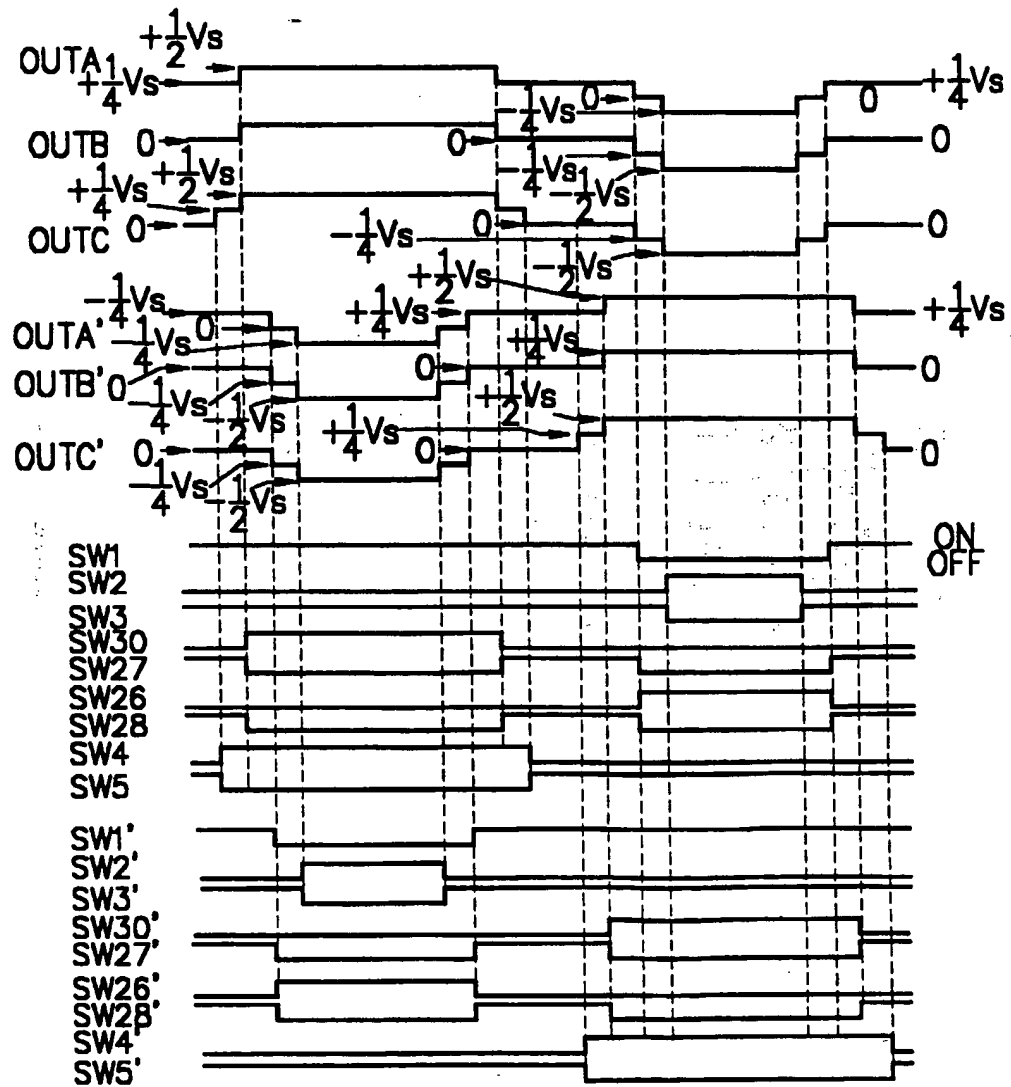 +1/2Vs
OUTA +1/4Vs 0 -1/4Vs 0 +1/4Vs
OUTB 0 0 -1/4Vs -1/2Vs 0
+1/4Vs +1/2Vs
OUTC 0 0 -1/4Vs -1/2Vs 0
-1/4Vs +1/4Vs +1/2Vs +1/4Vs
OUTA' -1/4Vs 0 +1/4Vs
OUTB' 0 -1/4Vs -1/2Vs 0 +1/2Vs 0
OUTC' 0 -1/4Vs -1/2Vs 0 +1/4Vs 0
SW1 ON
OFF
SW2
SW3
SW30
SW27
SW26
SW28
SW4
SW5
SW1'
SW2'
SW3'
SW30'
SW27'
SW26'
SW28'
SW4'
SW5'